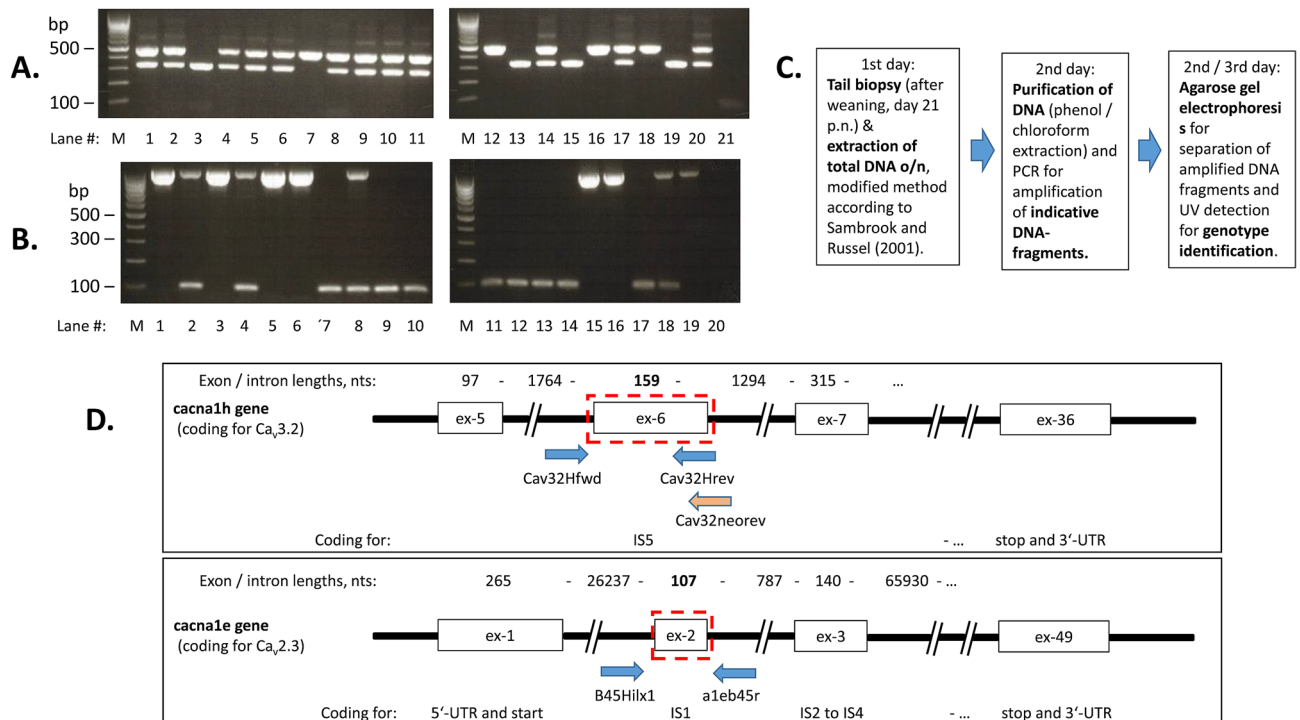 A.
bp
500 –
100 –
Lane #: M 1 2 3 4 5 6 7 8 9 10 11
M 12 13 14 15 16 17 18 19 20 21
B.
bp
500 –
300 –
100 –
Lane #: M 1 2 3 4 5 6 ´7 8 9 10
M 11 12 13 14 15 16 17 18 19 20
C.
1st day:
Tail biopsy (after
weaning, day 21
p.n.) &
extraction of
total DNA o/n,
modified method
according to
Sambrook and
Russel (2001).
2nd day:
Purification of
DNA (phenol /
chloroform
extraction) and
PCR for
amplification
of indicative
DNA-
fragments.
2nd / 3rd day:
Agarose gel
electrophoresi
s for
separation of
amplified DNA
fragments and
UV detection
for genotype
identification.
D.
Exon / intron lengths, nts: 97 - 1764 - 159 - 1294 - 315 - ...
cacna1h gene
(coding for Cav3.2)
ex-5 ex-6 ex-7 ex-36
Cav32Hfwd Cav32Hrev
Cav32neorev
Coding for: IS5 - ... stop and 3‘-UTR
Exon / intron lengths, nts: 265 - 26237 - 107 - 787 - 140 - 65930 - ...
cacna1e gene
(coding for Cav2.3)
ex-1 ex-2 ex-3 ex-49
B45Hilx1 a1eb45r
Coding for: 5‘-UTR and start IS1 IS2 to IS4 - ... stop and 3‘-UTR